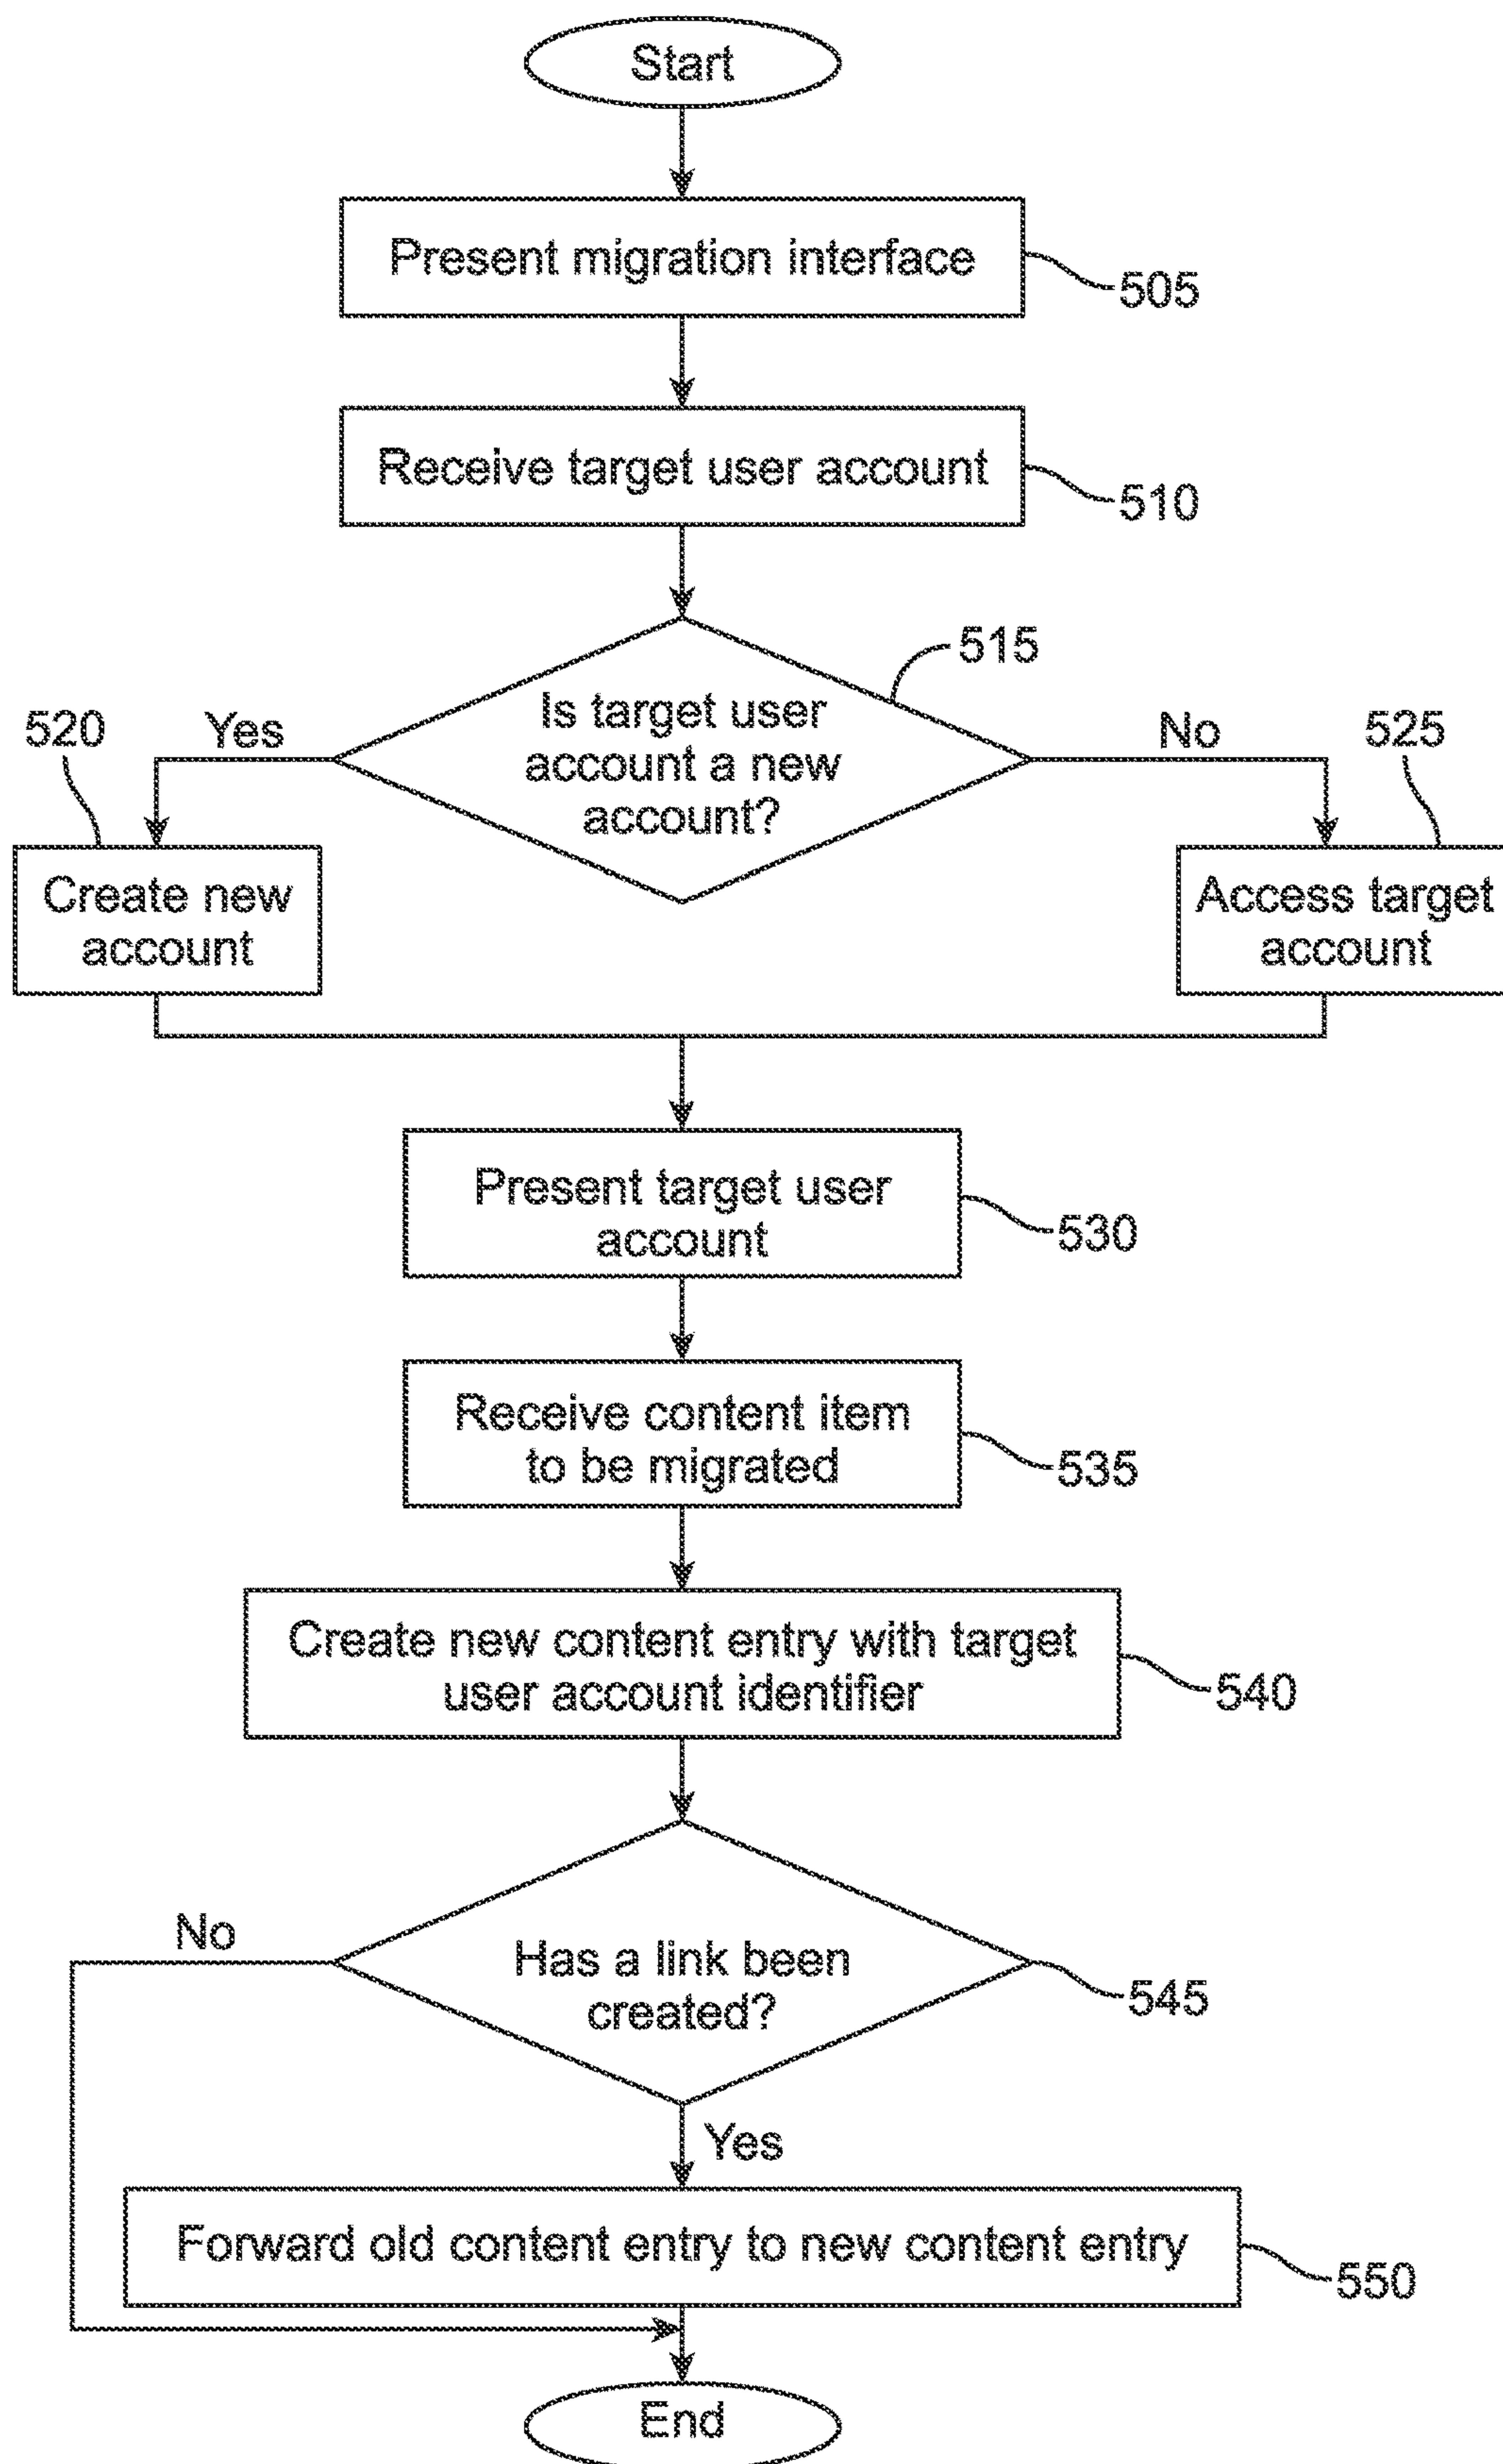 Start
Present migration interface
505
Receive target user account
510
515
Is target user
account a new
account?
Yes
No
520
525
Create new
account
Access target
account
Present target user
account
530
Receive content item
to be migrated
535
Create new content entry with target
user account identifier
540
No
Has a link been
created?
545
Yes
Forward old content entry to new content entry
550
End